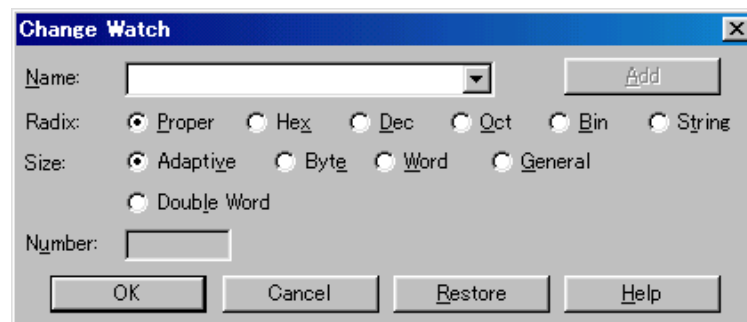 Change Watch
Name: Add
Radix: Proper Hex Dec Oct Bin String
Size: Adaptive Byte Word General
Double Word
Number:
OK Cancel Restore Help